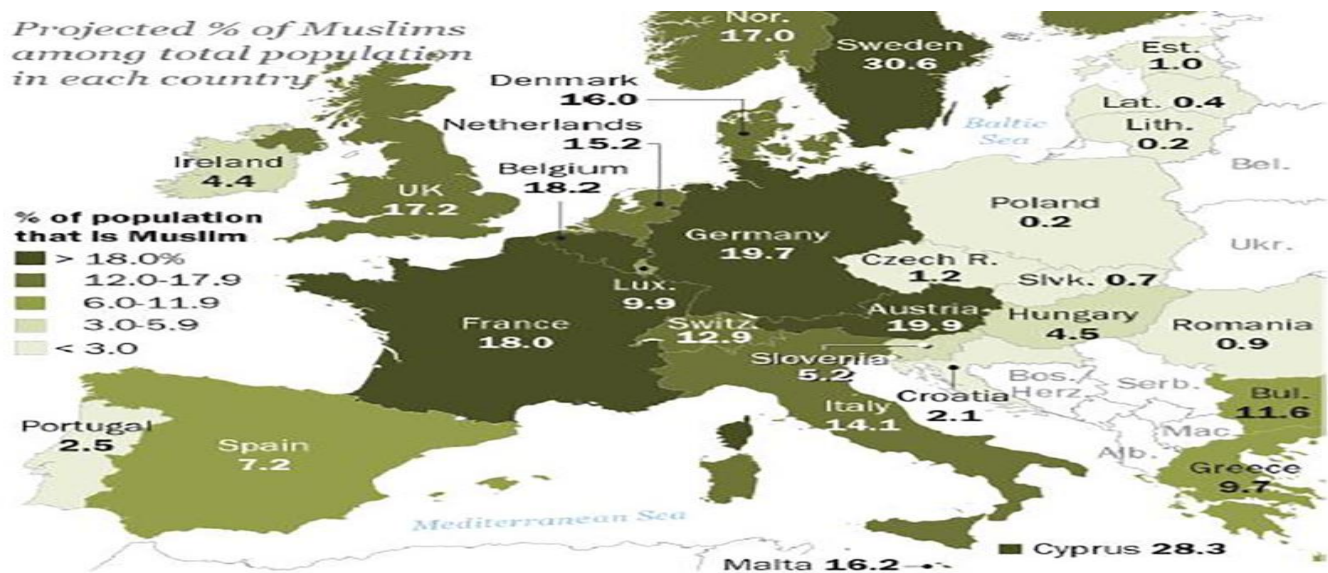 Projected % of Muslims
among total population
in each country
Nor.
17.0
Sweden
30.6
Est.
1.0
Denmark
16.0
Lat. 0.4
Netherlands
15.2
Baltic
Sea
Lith.
0.2
Ireland
4.4
Belgium
18.2
Bel.
UK
17.2
Poland
0.2
% of population
that is Muslim
> 18.0%
12.0-17.9
6.0-11.9
3.0-5.9
< 3.0
Germany
19.7
Ukr.
Czech R.
1.2
Slvk. 0.7
Lux.
9.9
Austria
19.9
Hungary
4.5
France
18.0
Switz.
12.9
Romania
0.9
Slovenia
5.2
Croatia
2.1
Bos./
Herz.
Serb.
Bul.
11.6
Italy
14.1
Portugal
2.5
Spain
7.2
Mac.
Alb.
Greece
9.7
Mediterranean Sea
Cyprus 28.3
Malta 16.2